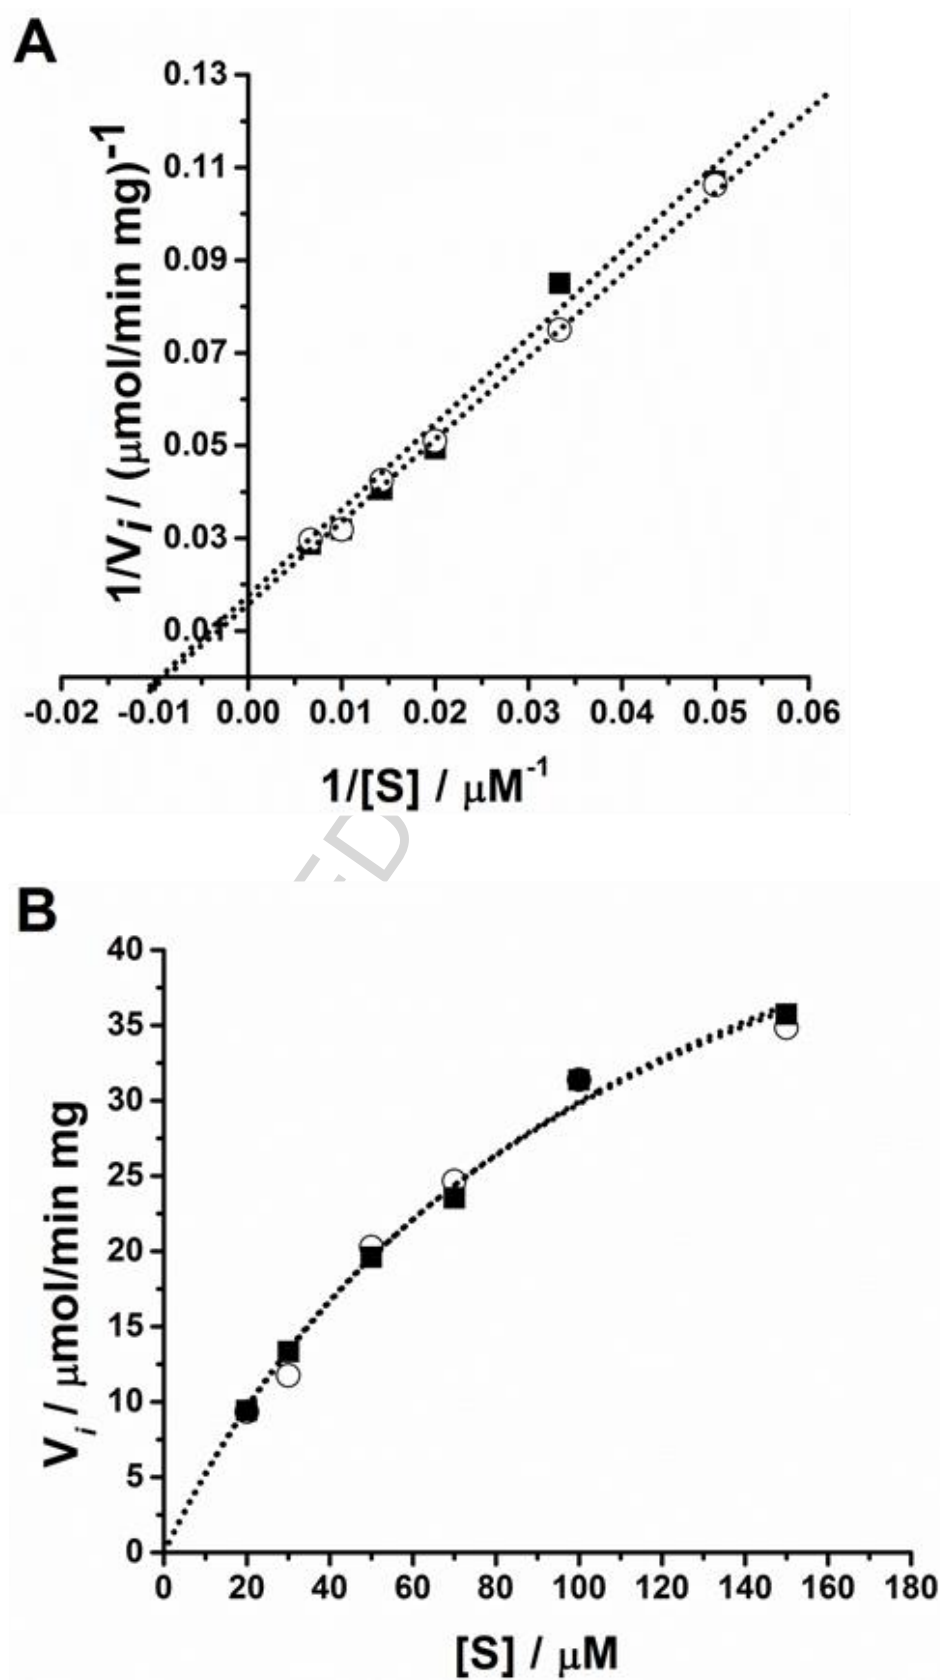 A
0.13
0.11
0.09
0.07
0.05
0.03
0.01
1/Vi / (μmol/min mg)-1
-0.02 -0.01 0.00 0.01 0.02 0.03 0.04 0.05 0.06
1/[S] / μM-1
ED
B
40
35
30
25
20
15
10
5
0
Vi / μmol/min mg
0 20 40 60 80 100 120 140 160 180
[S] / μM